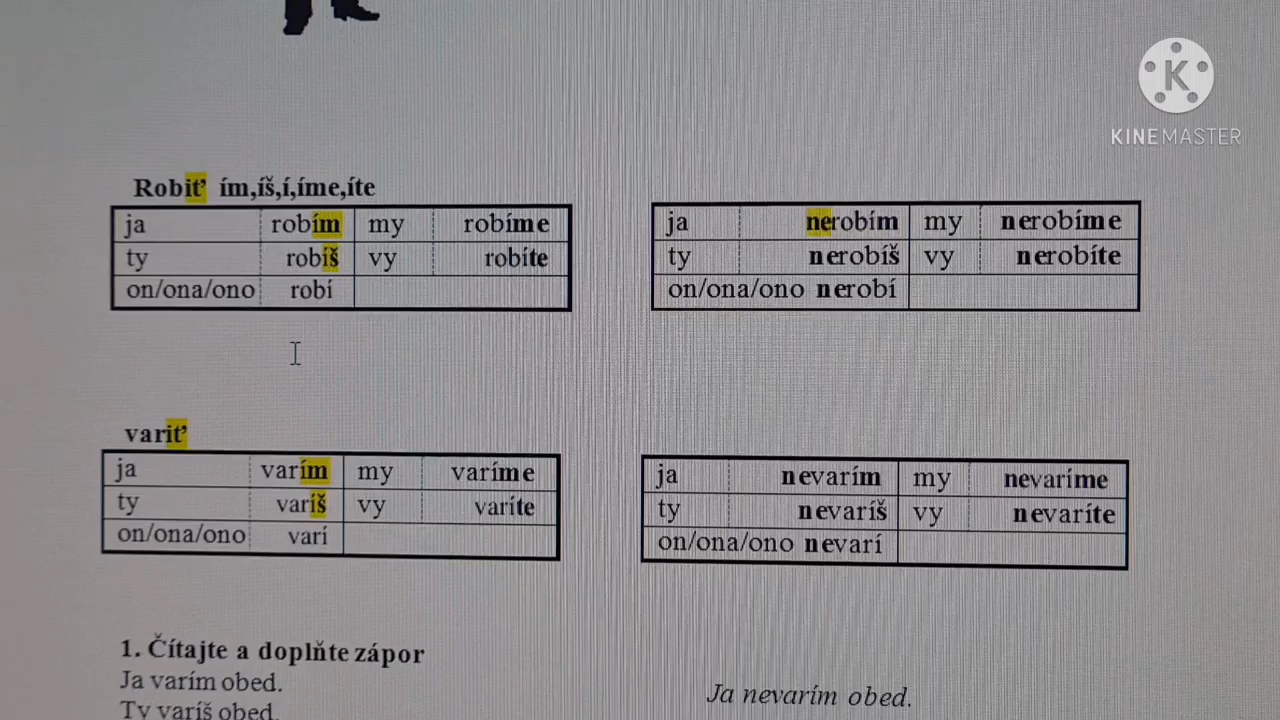 KINEMASTER
Robiť ím,íš,í,íme,íte
ja robím my robíme
ty robíš vy robíte
on/ona/ono robí
ja nerobím my nerobíme
ty nerobíš vy nerobíte
on/ona/ono nerobí
variť
ja varím my varíme
ty varíš vy varíte
on/ona/ono varí
ja nevarím my nevaríme
ty nevaríš vy nevaríte
on/ona/ono nevarí
1. Čítajte a doplňte zápor
Ja varím obed.
Ja nevarím obed.
Ty varíš obed.